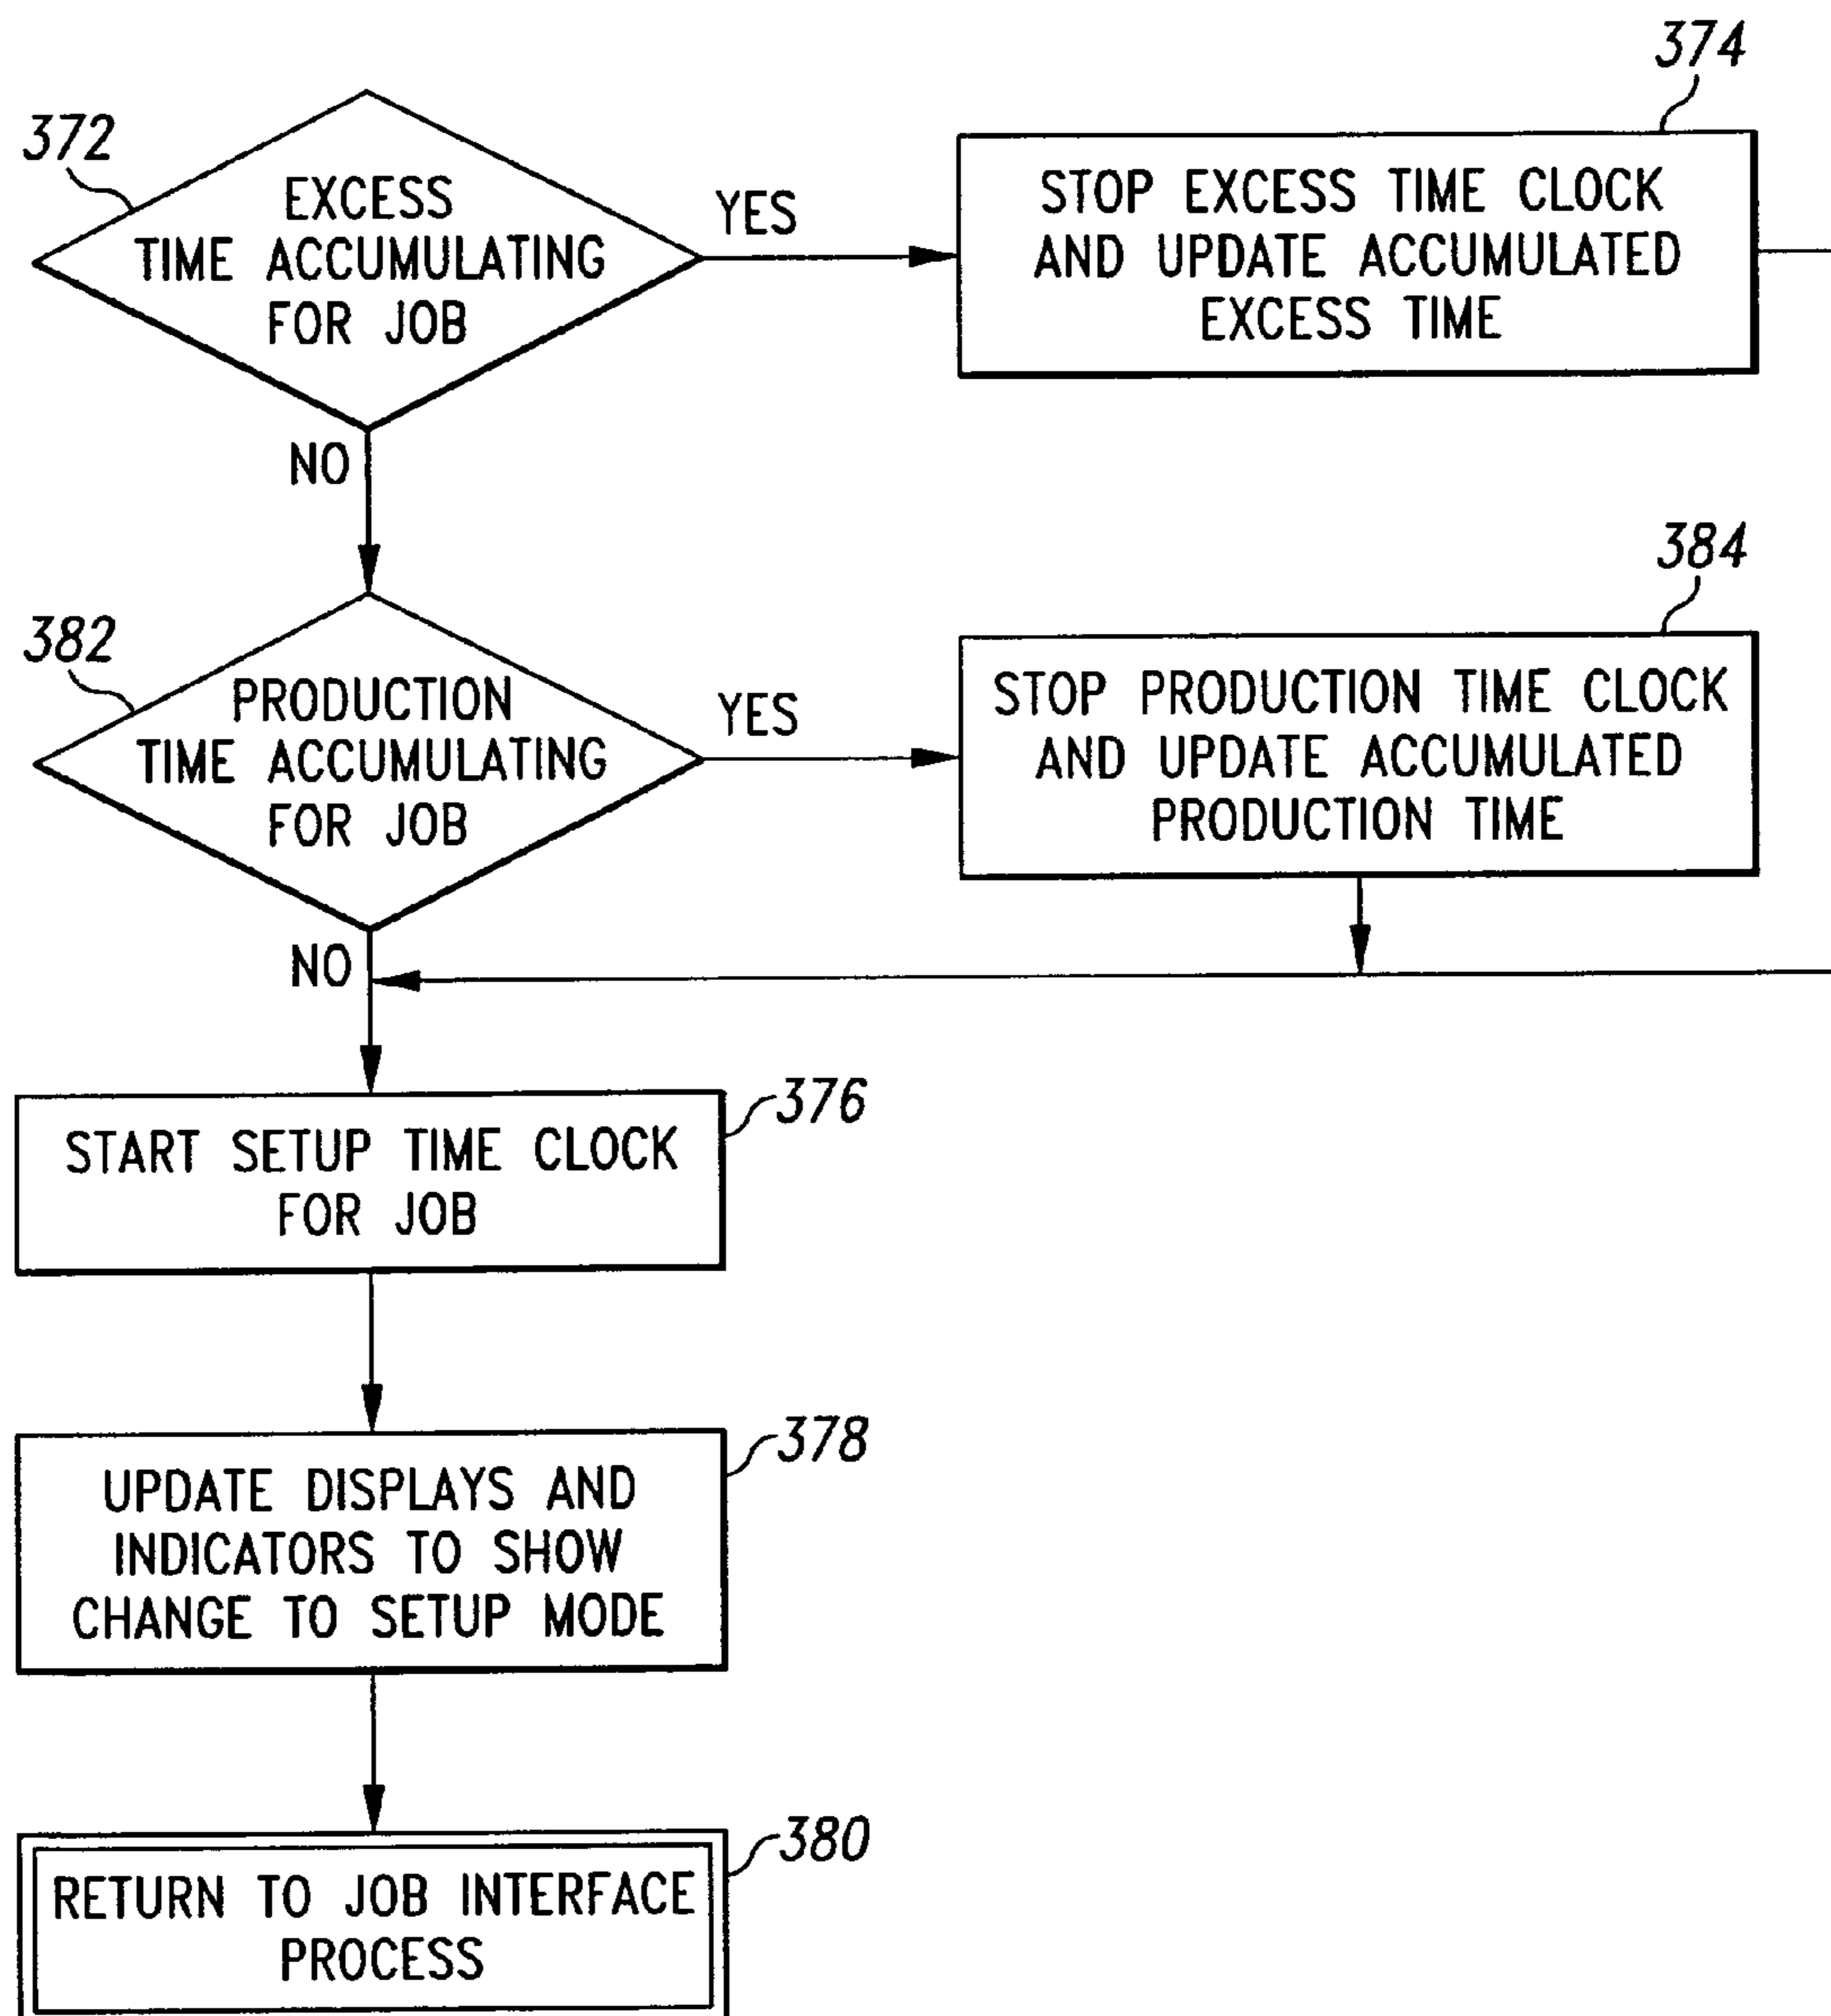 374
372
EXCESS
TIME ACCUMULATING
FOR JOB
YES
STOP EXCESS TIME CLOCK
AND UPDATE ACCUMULATED
EXCESS TIME
NO
384
382
PRODUCTION
TIME ACCUMULATING
FOR JOB
YES
STOP PRODUCTION TIME CLOCK
AND UPDATE ACCUMULATED
PRODUCTION TIME
NO
376
START SETUP TIME CLOCK
FOR JOB
378
UPDATE DISPLAYS AND
INDICATORS TO SHOW
CHANGE TO SETUP MODE
380
RETURN TO JOB INTERFACE
PROCESS